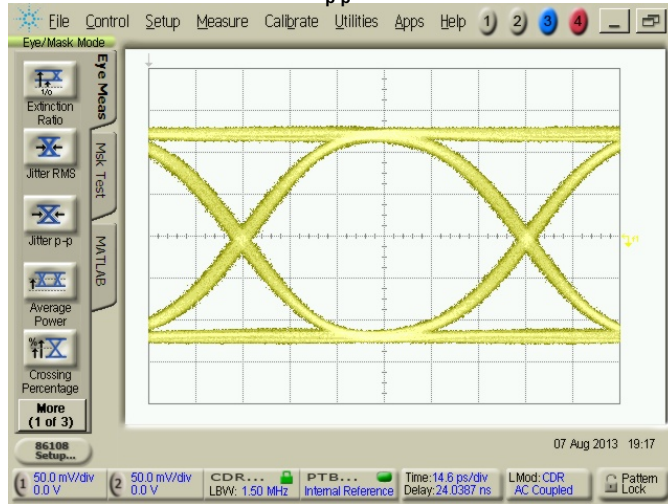 File Control Setup Measure Calibrate Utilities Apps Help 1 2 3 4
Eye/Mask Mode
Eye Meas
Msk Test
MATLAB
1/0
Extinction
Ratio
Jitter RMS
Jitter p-p
Average
Power
Crossing
Percentage
More
(1 of 3)
86108
Setup...
07 Aug 2013 19:17
1 50.0 mV/div
0.0 V
2 50.0 mV/div
0.0 V
CDR...
LBW: 1.50 MHz
PTB...
Internal Reference
Time:14.6 ps/div
Delay:24.0387 ns
LMod: CDR
AC Coupled
Pattern
Lock